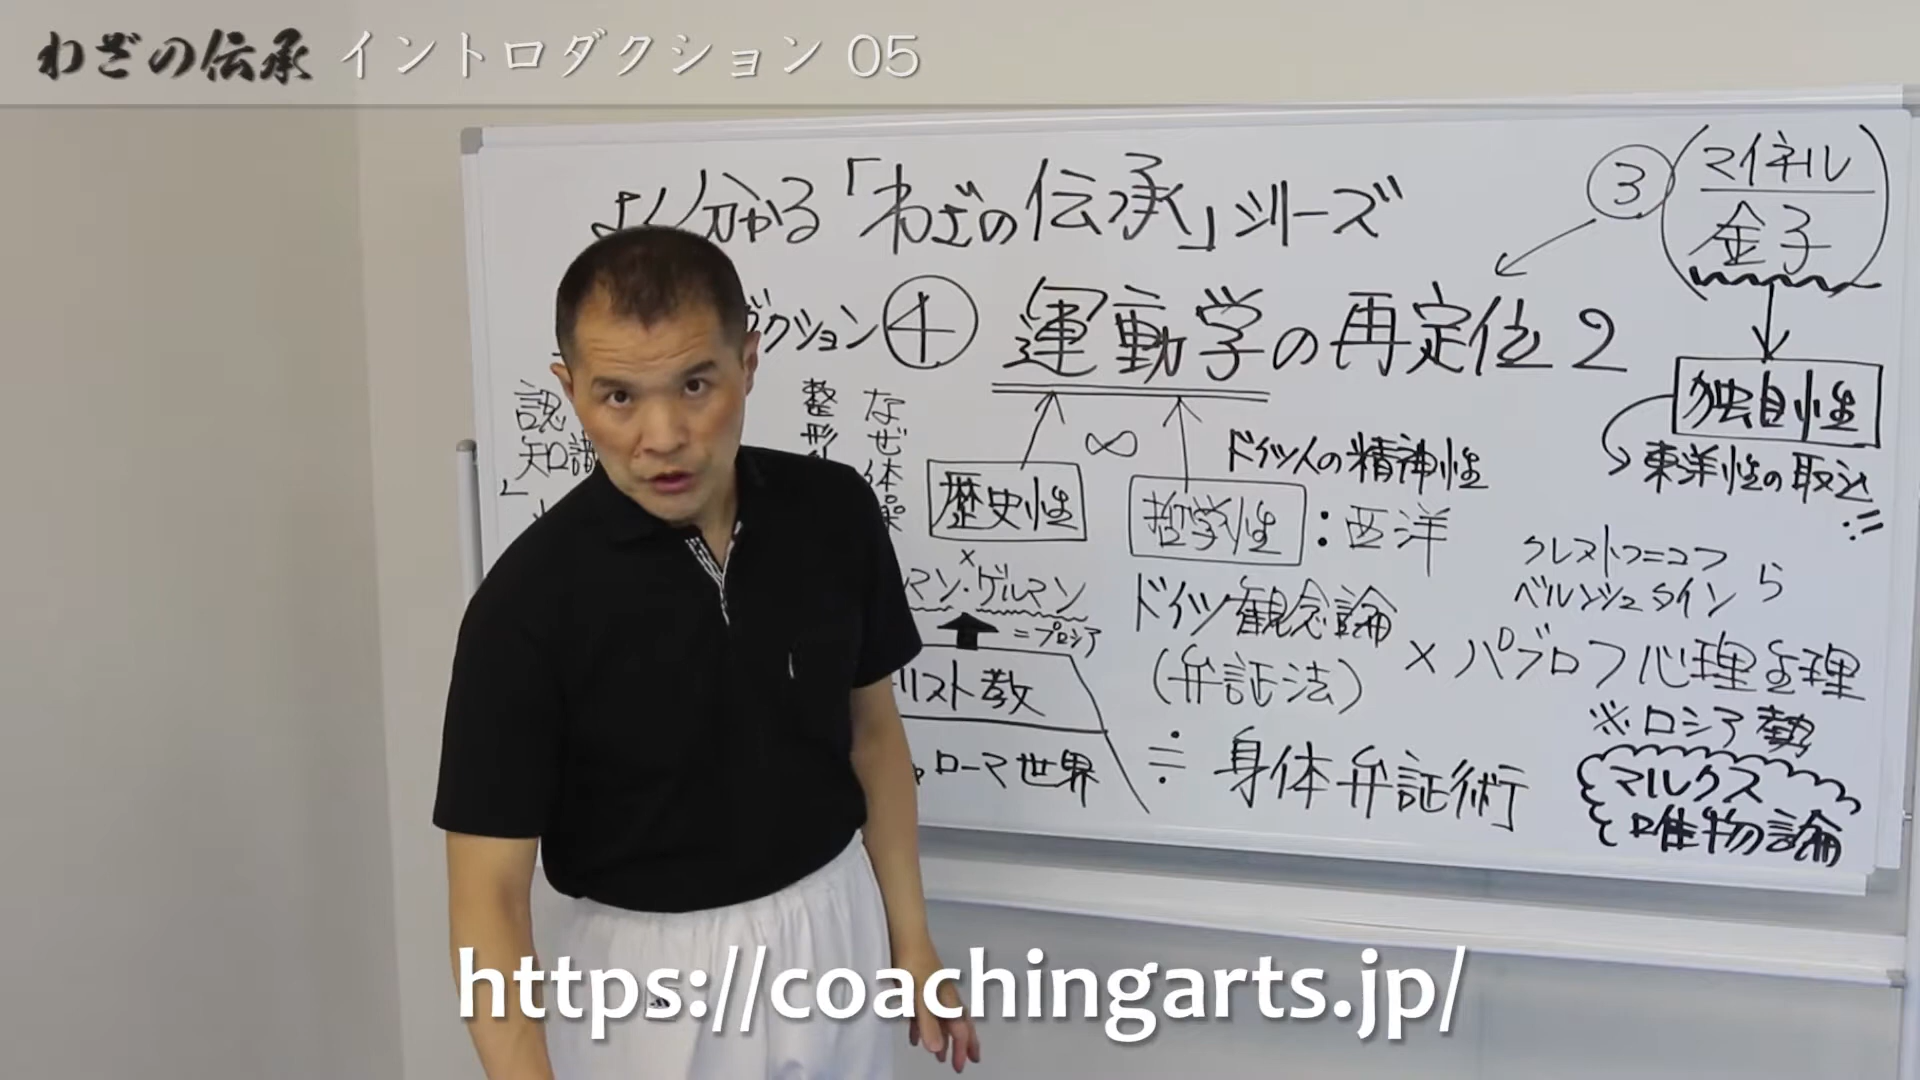 わざの伝承 イントロダクション 05
よく分かる「わざの伝承」シリーズ
③
マイネル
金子
ダクション④ 運動学の再定位2
独自性
東洋性の取込
認
知
整形
なぜ体操
∞
ドイツ人の精神性
歴史性
哲学性:西洋
×
マン・ゲルマン
=プロシア
クレストフニコフ
ベルンシュタインら
ドイツ観念論
(弁証法)
×パブロフ心理生理
※ロシア勢
リスト教
ローマ世界
≒身体弁証術
マルクス
唯物論
https://coachingarts.jp/